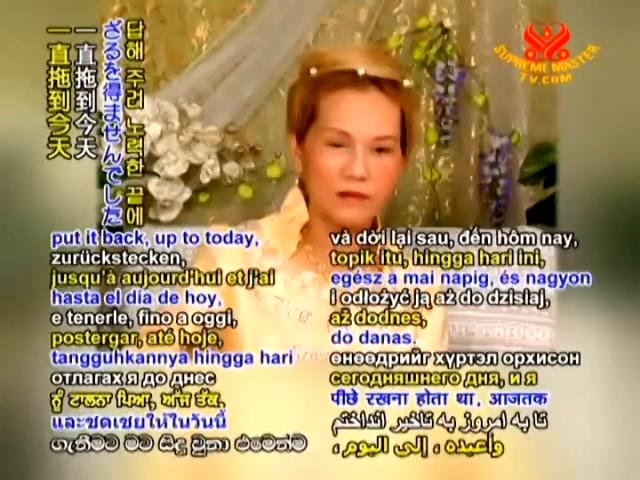 一直拖到今天
一直拖到今天
ざるを得ませんでした
답해 주려 노력한 끝에
SUPREME MASTER
TV.COM
put it back, up to today,
zurückstecken,
jusqu'à aujourd'hui et j'ai
hasta el día de hoy,
e tenerle, fino a oggi,
postergar, até hoje,
tangguhkannya hingga hari
отлагах я до днес
ਨੂੰ ਟਾਲਨਾ ਪਿਆ, ਅੱਜ ਤੱਕ,
และชดเชยให้ในวันนี้
và dời lại sau, đến hôm nay,
topik itu, hingga hari ini,
egész a mai napig, és nagyon
i odłożyć ją aż do dzisiaj,
až dodnes,
do danas.
өнөөдрийг хүртэл орхисон
сегодняшнего дня, и я
पीछे रखना होता था, आजतक
تا به امروز به تاخیر انداختم
وأعيده ، إلى اليوم ،